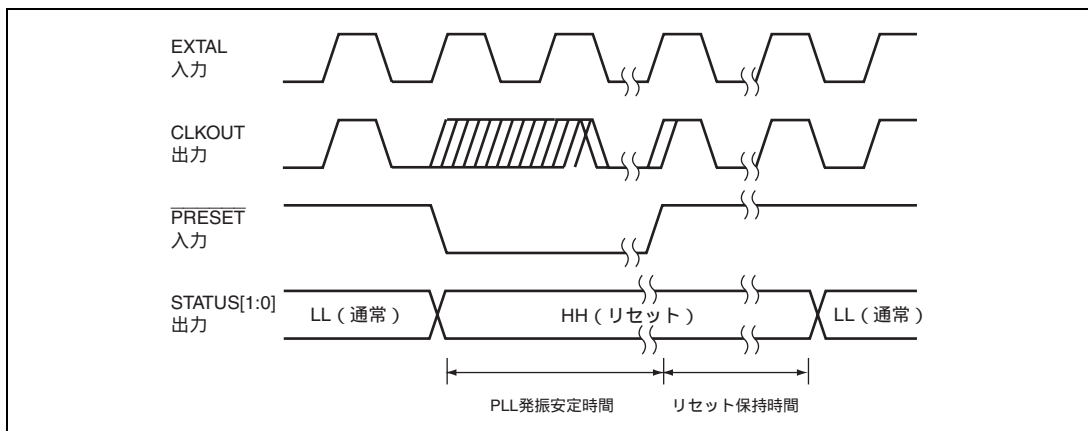 EXTAL
入力
CLKOUT
出力
PRESET
入力
STATUS[1:0]
出力
LL（通常）
HH（リセット）
LL（通常）
PLL発振安定時間
リセット保持時間